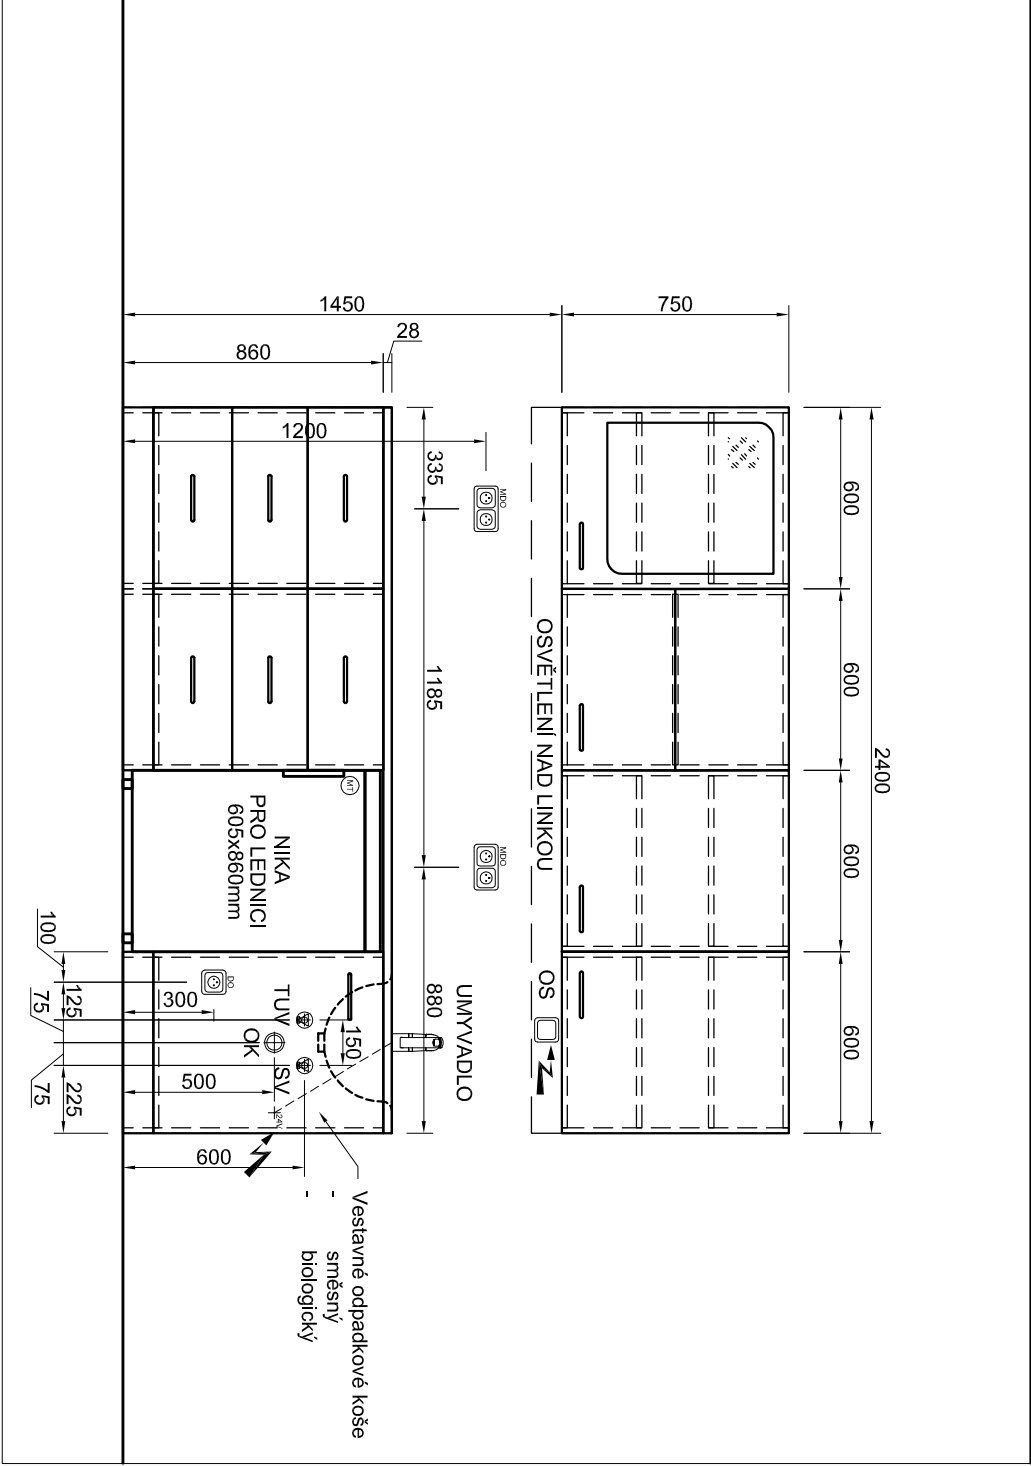 2400
600
600
600
600
750
1450
28
860
1200
OSVĚTLENÍ NAD LINKOU
OS
MDO
MDO
335
1185
880
UMYVADLO
MT
NIKA
PRO LEDNICI
605x860mm
DO
TUV
OK
SV
150
300
500
600
100
125
75
75
225
Vestavné odpadkové koše
- směsný
- biologický